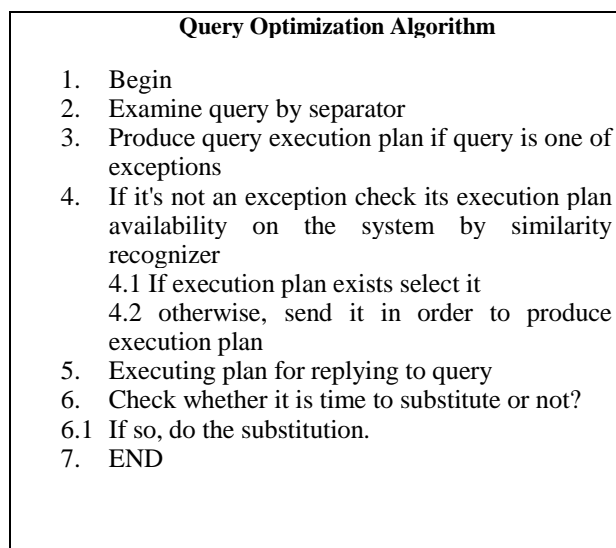 Query Optimization Algorithm
1. Begin
2. Examine query by separator
3. Produce query execution plan if query is one of
exceptions
4. If it's not an exception check its execution plan
availability on the system by similarity
recognizer
4.1 If execution plan exists select it
4.2 otherwise, send it in order to produce
execution plan
5. Executing plan for replying to query
6. Check whether it is time to substitute or not?
6.1 If so, do the substitution.
7. END